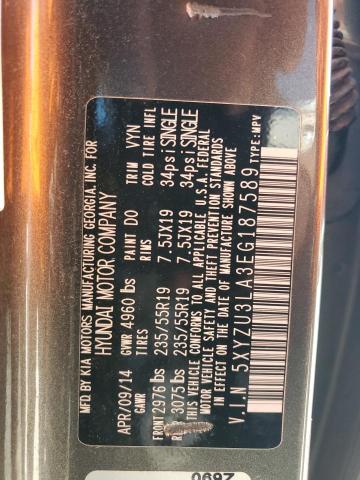 MFD BY KIA MOTORS MANUFACTURING GEORGIA, INC. FOR
HYUNDAI MOTOR COMPANY
APR/09/14 GVWR 4960 lbs PAINT DO TRIM VYN
GAWR RIMS COLD TIRE INFL
FRONT 2976 lbs 235/55R19 7.5JX19 34psi SINGLE
3075 lbs 235/55R19 7.5JX19 34psi SINGLE
THIS VEHICLE CONFORMS TO ALL APPLICABLE U.S.A. FEDERAL
MOTOR VEHICLE SAFETY AND THEFT PREVENTION STANDARDS
IN EFFECT ON THE DATE OF MANUFACTURE SHOWN ABOVE
V.I.N 5XYZU3LA3EG187589 TYPE:MPV